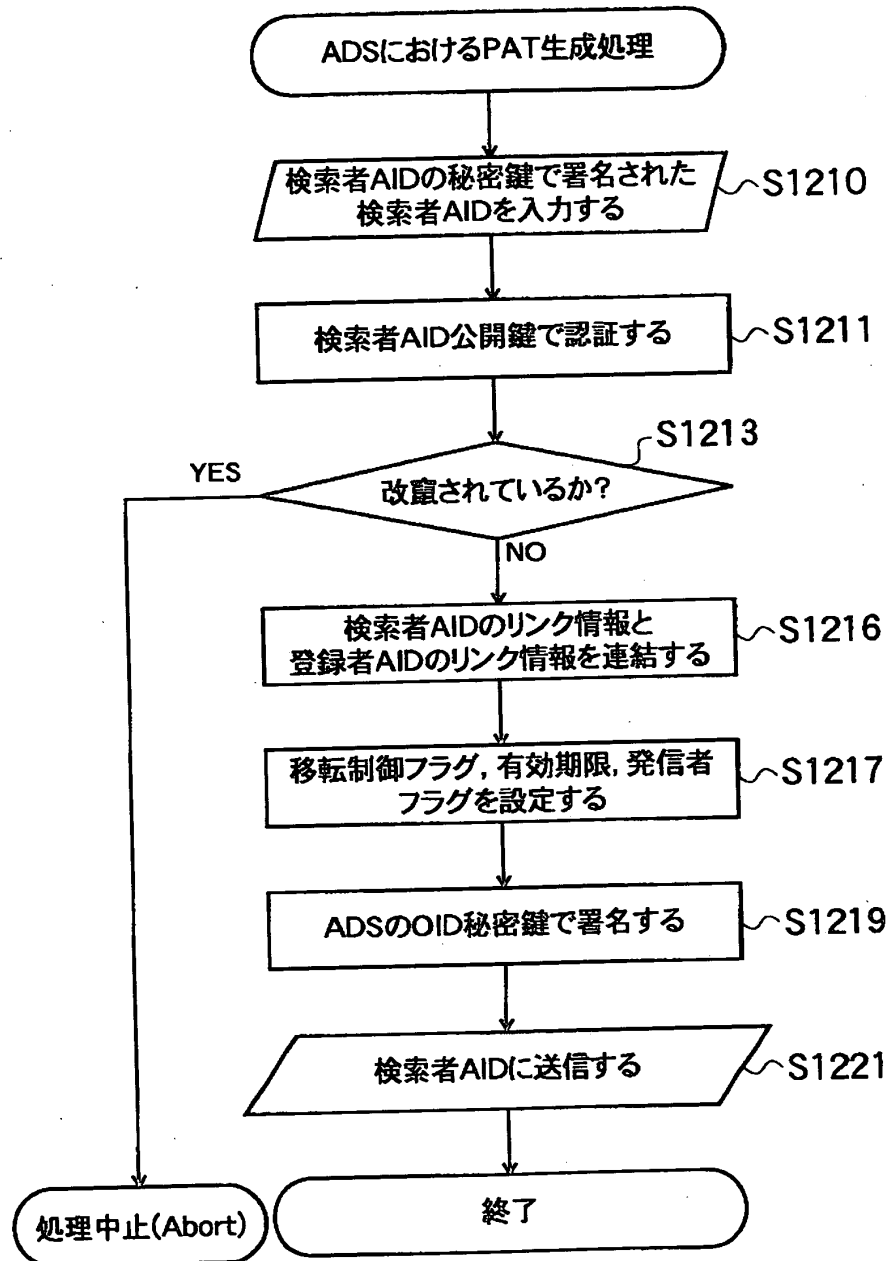 ADSにおけるPAT生成処理
検索者AIDの秘密鍵で署名された
検索者AIDを入力する
S1210
検索者AID公開鍵で認証する
S1211
S1213
YES
改竄されているか?
NO
検索者AIDのリンク情報と
登録者AIDのリンク情報を連結する
S1216
移転制御フラグ,有効期限,発信者
フラグを設定する
S1217
ADSのOID秘密鍵で署名する
S1219
検索者AIDに送信する
S1221
処理中止(Abort)
終了